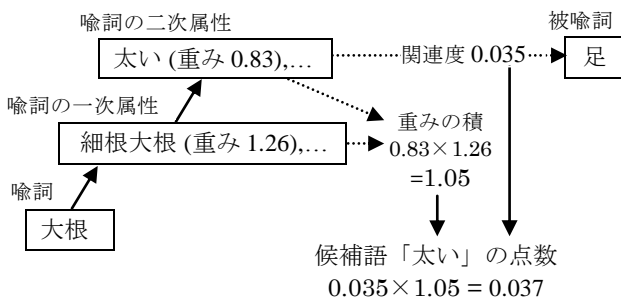 喩詞の二次属性
被喩詞
太い (重み 0.83),…
関連度 0.035
足
喩詞の一次属性
細根大根 (重み 1.26),…
重みの積
0.83×1.26
=1.05
喩詞
大根
候補語「太い」の点数
0.035×1.05 = 0.037